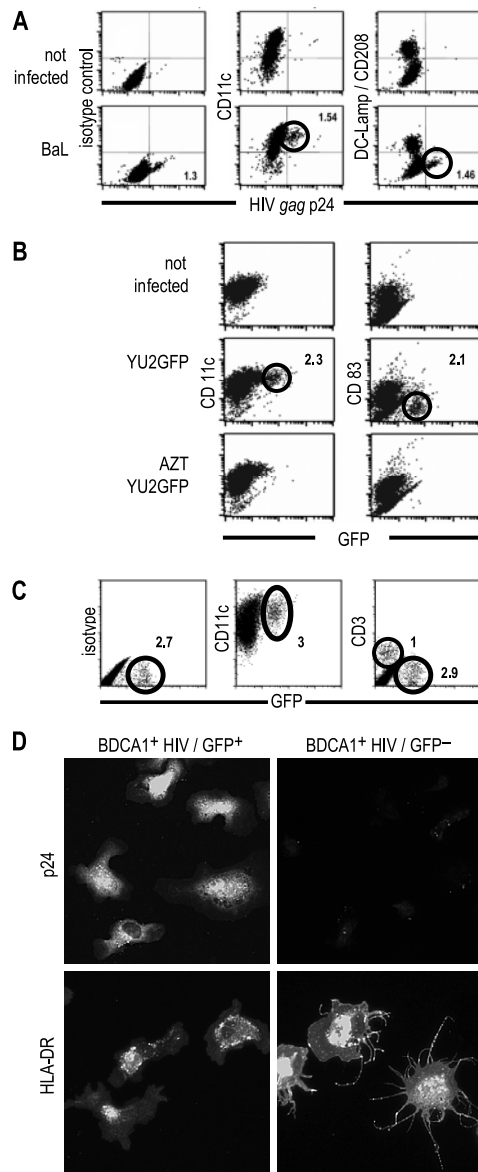 A
not infected
isotype control
CD11c
DC-Lamp / CD208
BaL
1.3
1.54
1.46
HIV gag p24
B
not infected
YU2GFP
CD 11c
2.3
CD 83
2.1
AZT
YU2GFP
GFP
C
isotype
2.7
CD11c
3
CD3
1
2.9
GFP
D
BDCA1+ HIV / GFP+
BDCA1+ HIV / GFP–
p24
HLA-DR